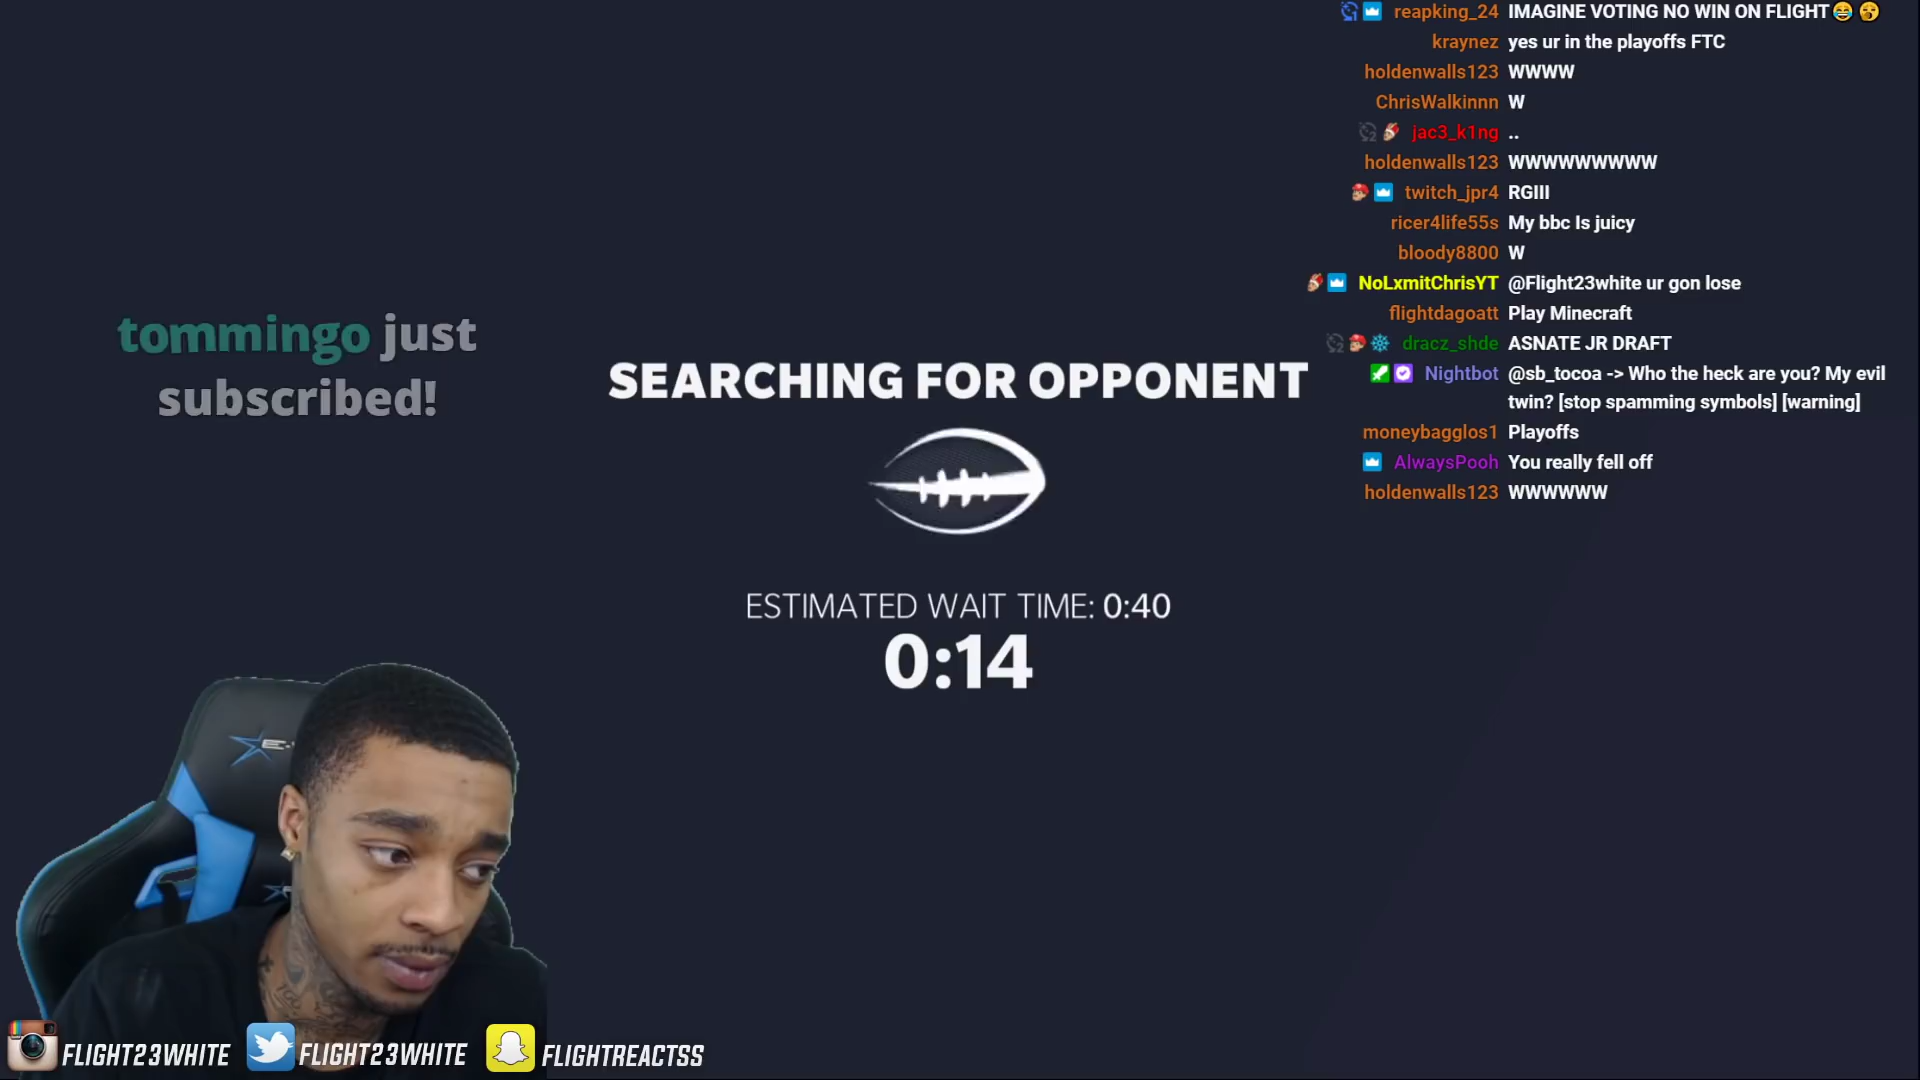 reapking_24 IMAGINE VOTING NO WIN ON FLIGHT😂🥱
kraynez yes ur in the playoffs FTC
holdenwalls123 WWWW
ChrisWalkinnn W
jac3_k1ng ..
holdenwalls123 WWWWWWWWW
twitch_jpr4 RGIII
ricer4life55s My bbc Is juicy
bloody8800 W
NoLxmitChrisYT @Flight23white ur gon lose
flightdagoatt Play Minecraft
dracz_shde ASNATE JR DRAFT
Nightbot @sb_tocoa -> Who the heck are you? My evil
twin? [stop spamming symbols] [warning]
moneybagglos1 Playoffs
AlwaysPooh You really fell off
holdenwalls123 WWWWWW
tommingo just
subscribed!
SEARCHING FOR OPPONENT
ESTIMATED WAIT TIME: 0:40
0:14
FLIGHT23WHITE FLIGHT23WHITE FLIGHTREACTSS